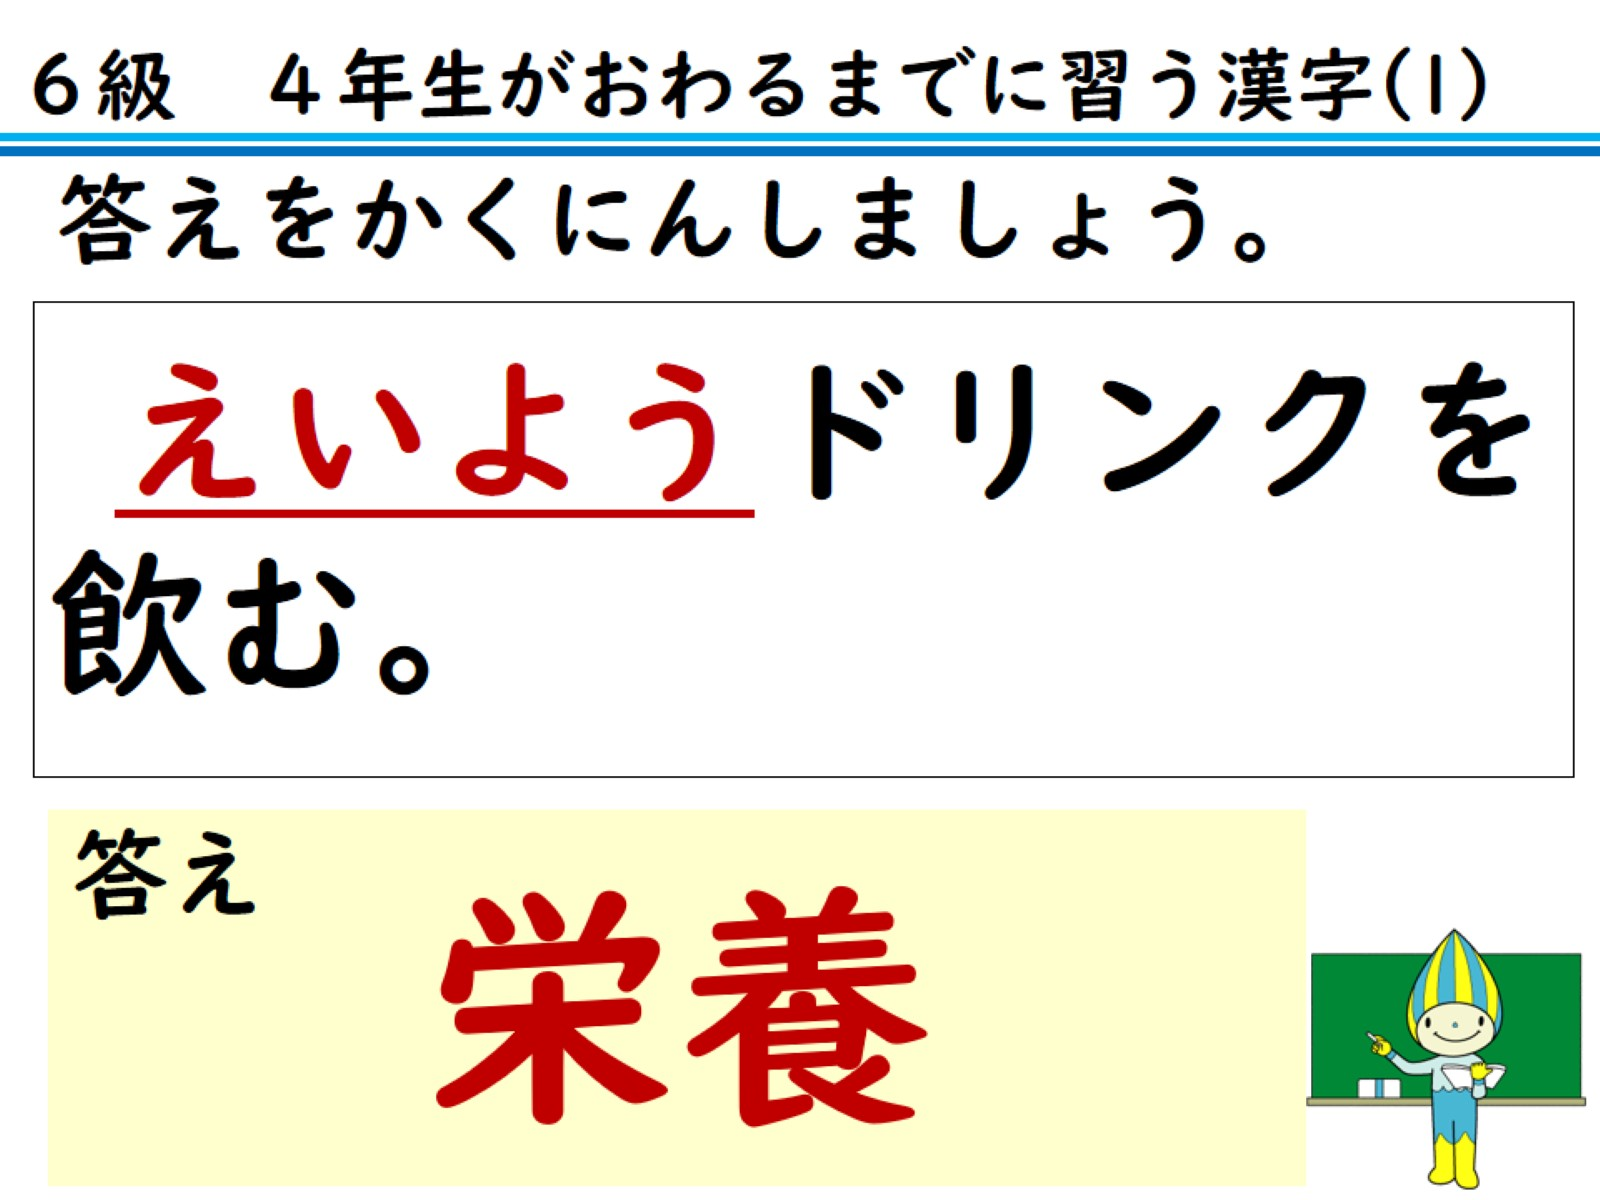 ６級　４年生がおわるまでに習う漢字(1)
答えをかくにんしましょう。
えいようドリンクを
飲む。
答え
栄養